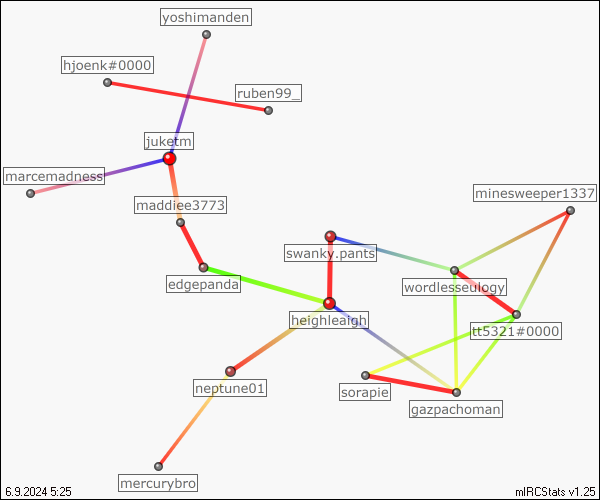 yoshimanden
hjoenk#0000
ruben99_
juketm
marcemadness
minesweeper1337
maddiee3773
swanky.pants
edgepanda
wordlesseulogy
heighleaigh
tt5321#0000
neptune01
sorapie
gazpachoman
mercurybro
6.9.2024 5:25
mIRCStats v1.25